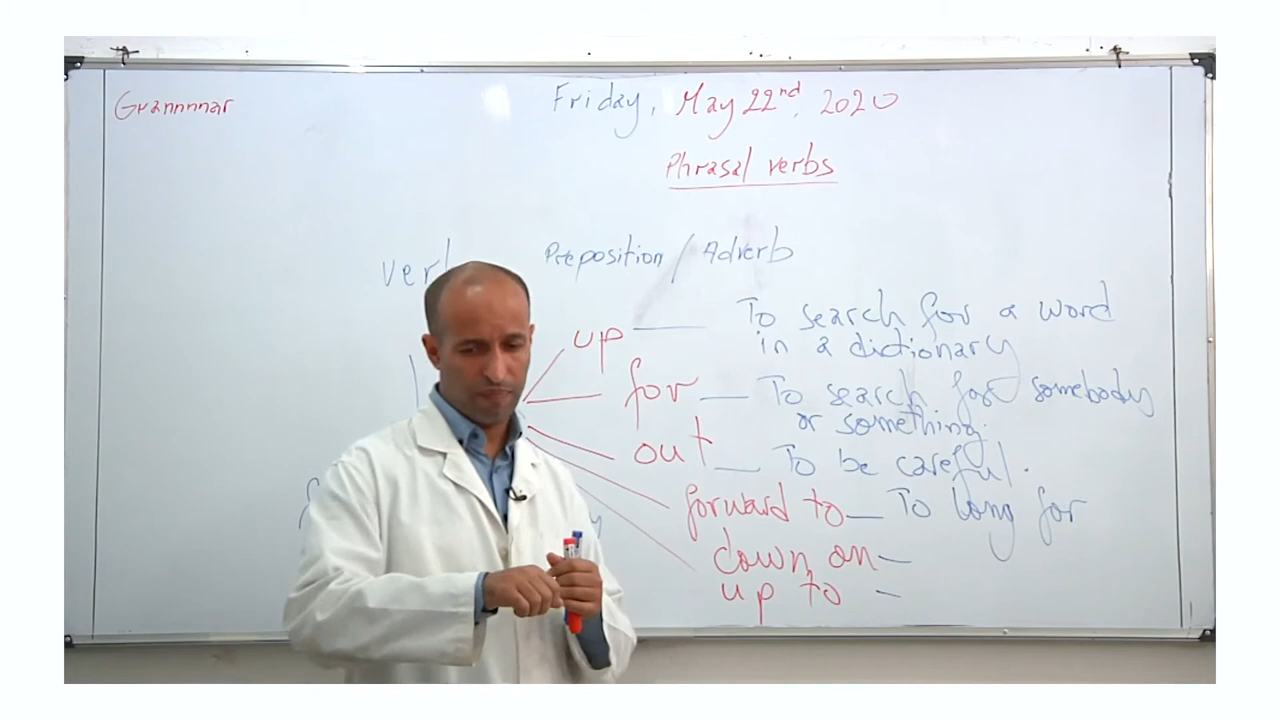 Grammar
Friday, May 22nd, 2020
Phrasal verbs
Preposition / Adverb
up — To search for a word
in a dictionary
for — To search for somebody
or something.
out — To be careful.
forward to — To long for
down on —
up to —